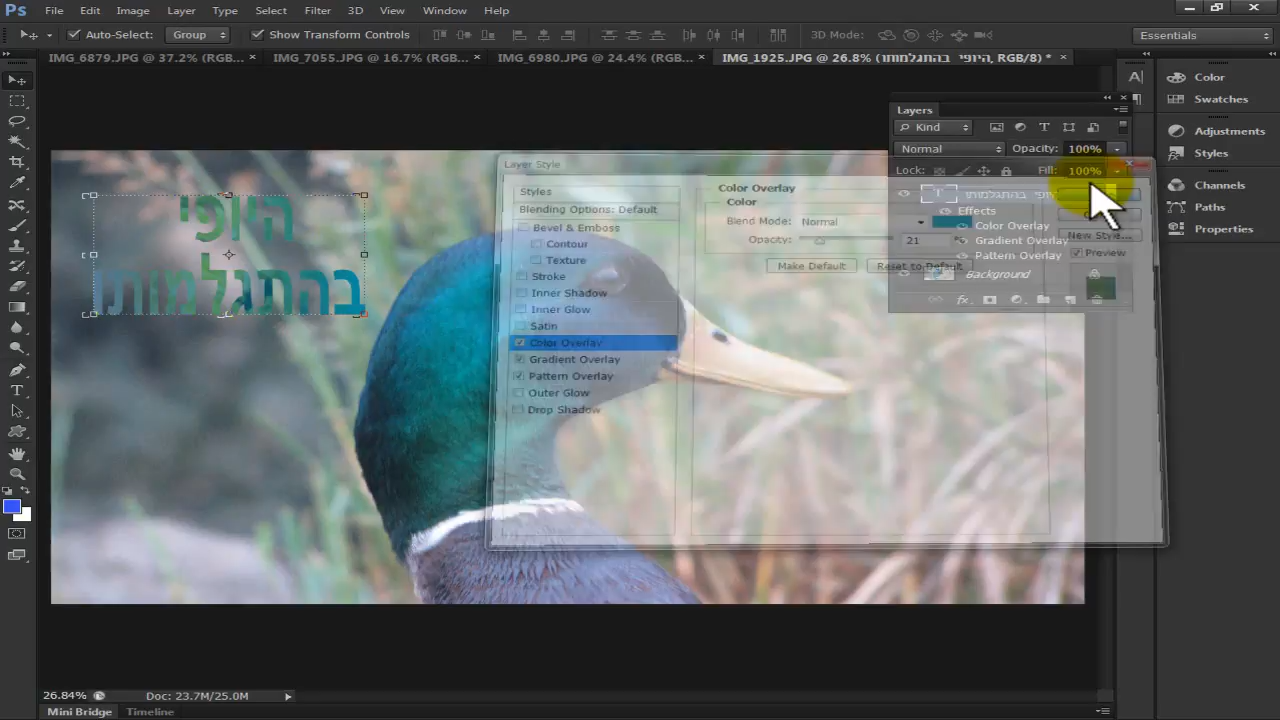 Ps File Edit Image Layer Type Select Filter 3D View Window Help
Auto-Select: Group Show Transform Controls 3D Mode: Essentials
IMG_6879.JPG @ 37.2% (RGB... × IMG_7055.JPG @ 16.7% (RGB... × IMG_6980.JPG @ 24.4% (RGB... × IMG_1925.JPG @ 26.8% (היופי בהתגלמותו, RGB/8) * ×
Color
Swatches
Adjustments
Styles
Channels
Paths
Properties
Layers
Kind
Normal Opacity: 100%
Lock: Fill: 100%
יופי בהתגלמותו
Effects
Color Overlay
Gradient Overlay
Pattern Overlay
Background
Layer Style
Styles
Blending Options: Default
Bevel & Emboss
Contour
Texture
Stroke
Inner Shadow
Inner Glow
Satin
Color Overlay
Gradient Overlay
Pattern Overlay
Outer Glow
Drop Shadow
Color Overlay
Color
Blend Mode: Normal
Opacity: 21
Make Default Reset to Default
New Style...
Preview
היופי
בהתגלמותו
26.84% Doc: 23.7M/25.0M
Mini Bridge Timeline